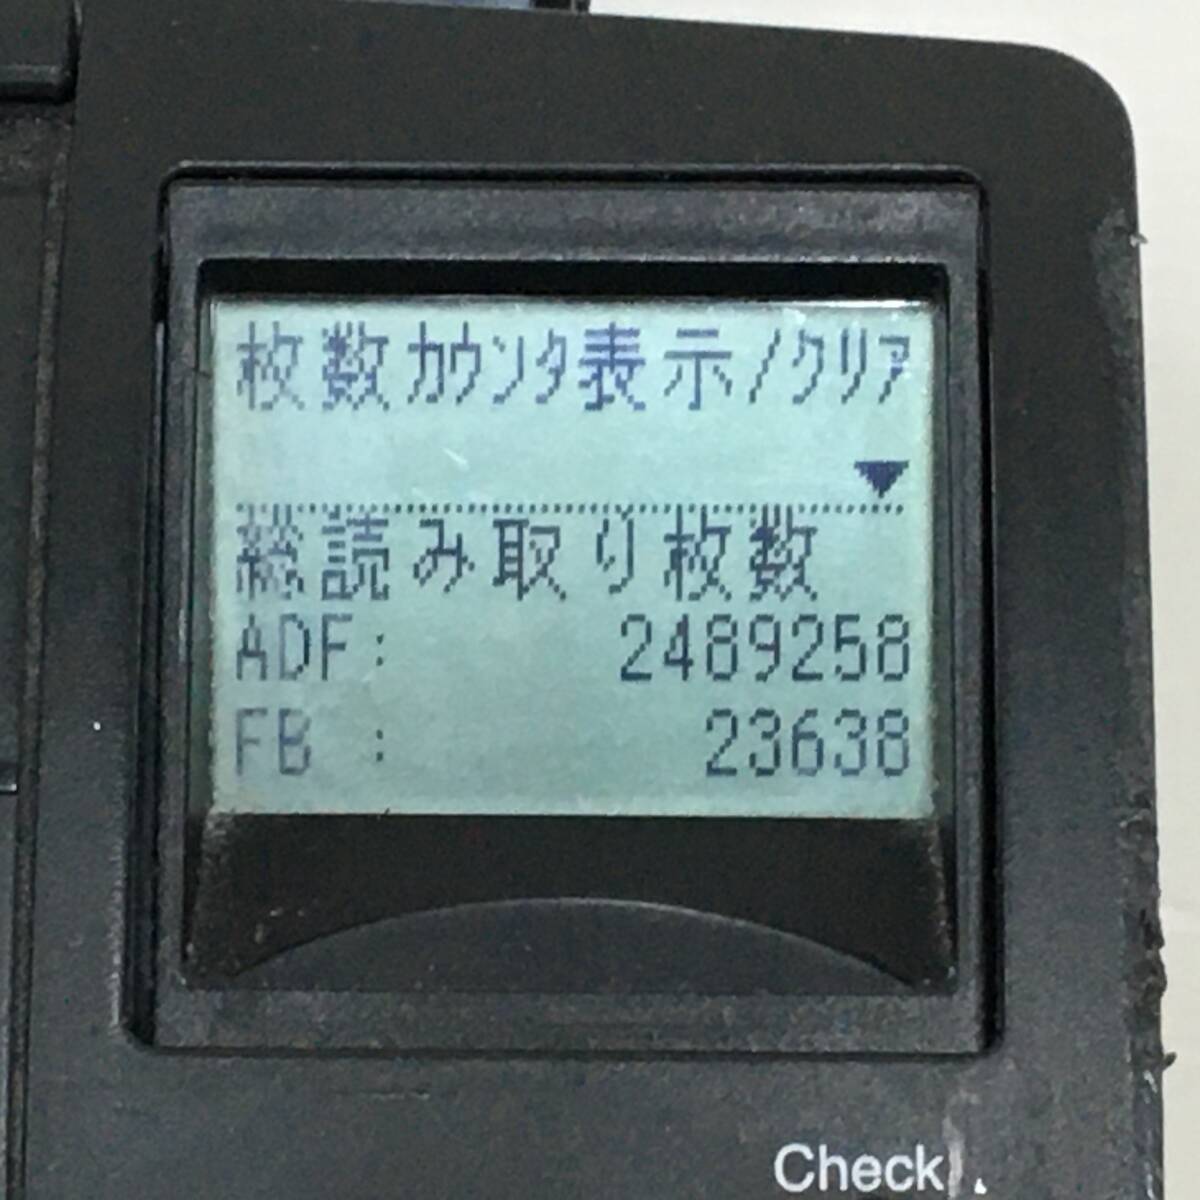 枚数カウンタ表示/クリア
▼
総読み取り枚数
ADF: 2489258
FB : 23638
Check